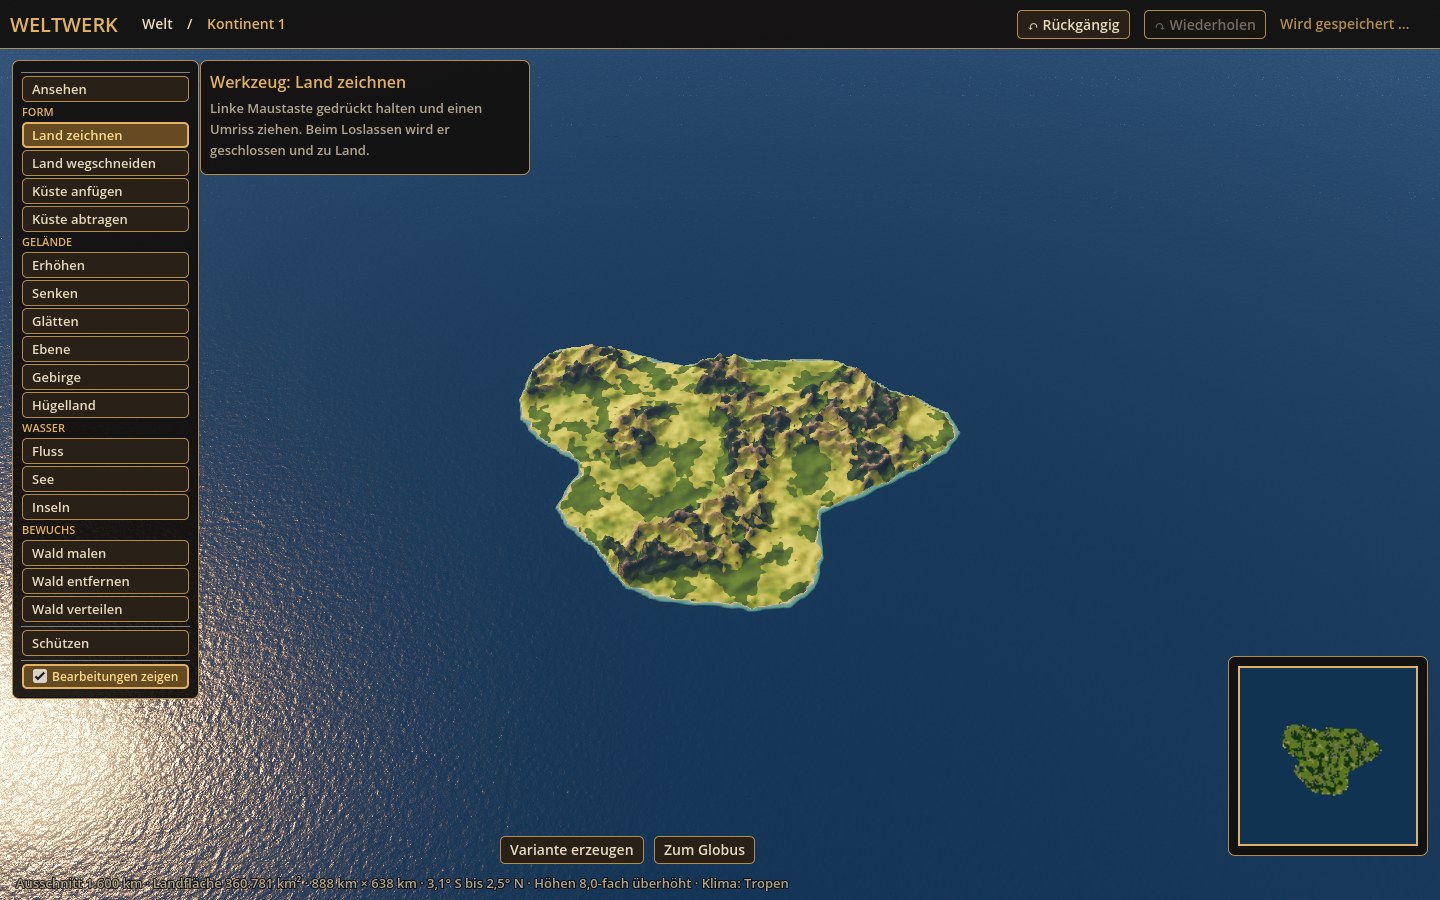 WELTWERK Welt / Kontinent 1 Rückgängig Wiederholen Wird gespeichert ...
Ansehen
FORM
Land zeichnen
Land wegschneiden
Küste anfügen
Küste abtragen
GELÄNDE
Erhöhen
Senken
Glätten
Ebene
Gebirge
Hügelland
WASSER
Fluss
See
Inseln
BEWUCHS
Wald malen
Wald entfernen
Wald verteilen
Schützen
Bearbeitungen zeigen
Werkzeug: Land zeichnen
Linke Maustaste gedrückt halten und einen
Umriss ziehen. Beim Loslassen wird er
geschlossen und zu Land.
Variante erzeugen Zum Globus
Ausschnitt 1.600 km · Landfläche 360.781 km² · 888 km × 638 km · 3,1° S bis 2,5° N · Höhen 8,0-fach überhöht · Klima: Tropen